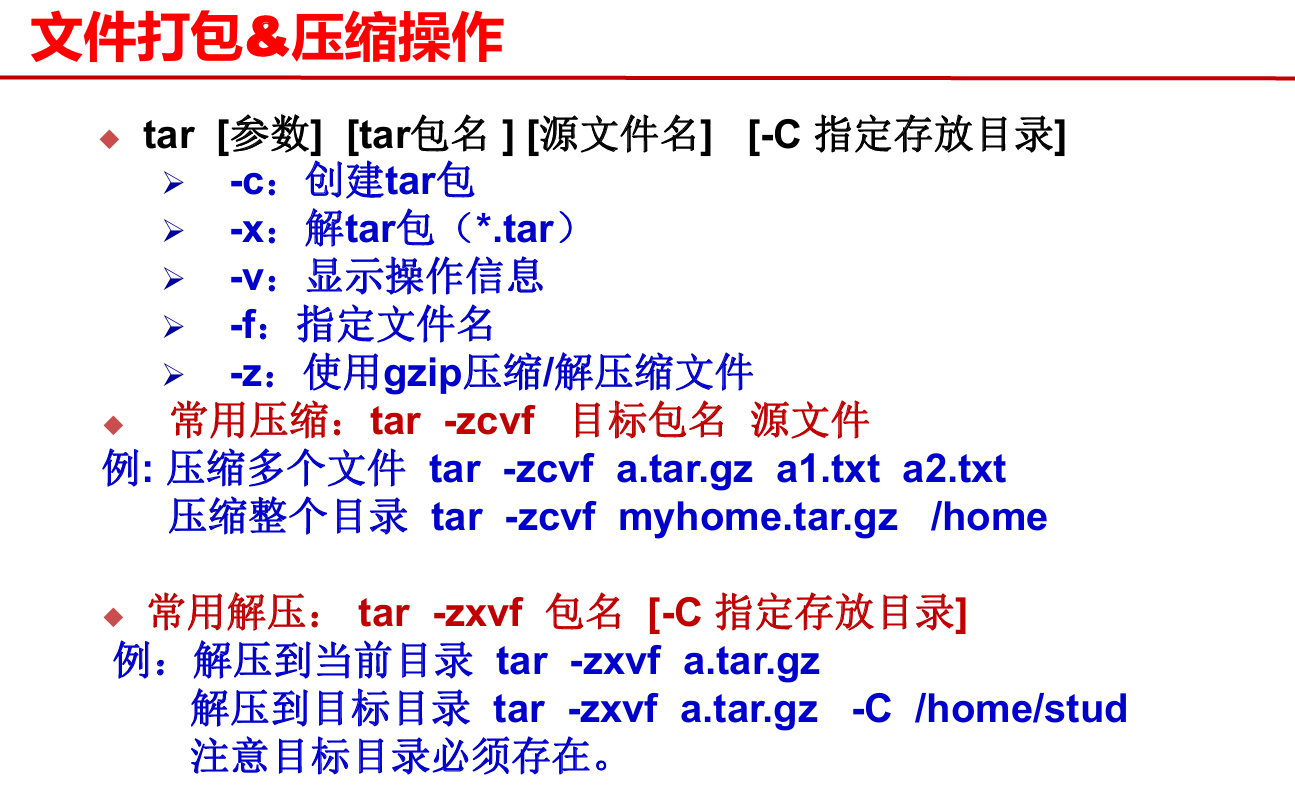 文件打包&压缩操作
tar [参数] [tar包名 ] [源文件名] [-C 指定存放目录]
-c：创建tar包
-x：解tar包（*.tar）
-v：显示操作信息
-f：指定文件名
-z：使用gzip压缩/解压缩文件
常用压缩：tar -zcvf 目标包名 源文件
例: 压缩多个文件 tar -zcvf a.tar.gz a1.txt a2.txt
压缩整个目录 tar -zcvf myhome.tar.gz /home
常用解压： tar -zxvf 包名 [-C 指定存放目录]
例：解压到当前目录 tar -zxvf a.tar.gz
解压到目标目录 tar -zxvf a.tar.gz -C /home/stud
注意目标目录必须存在。